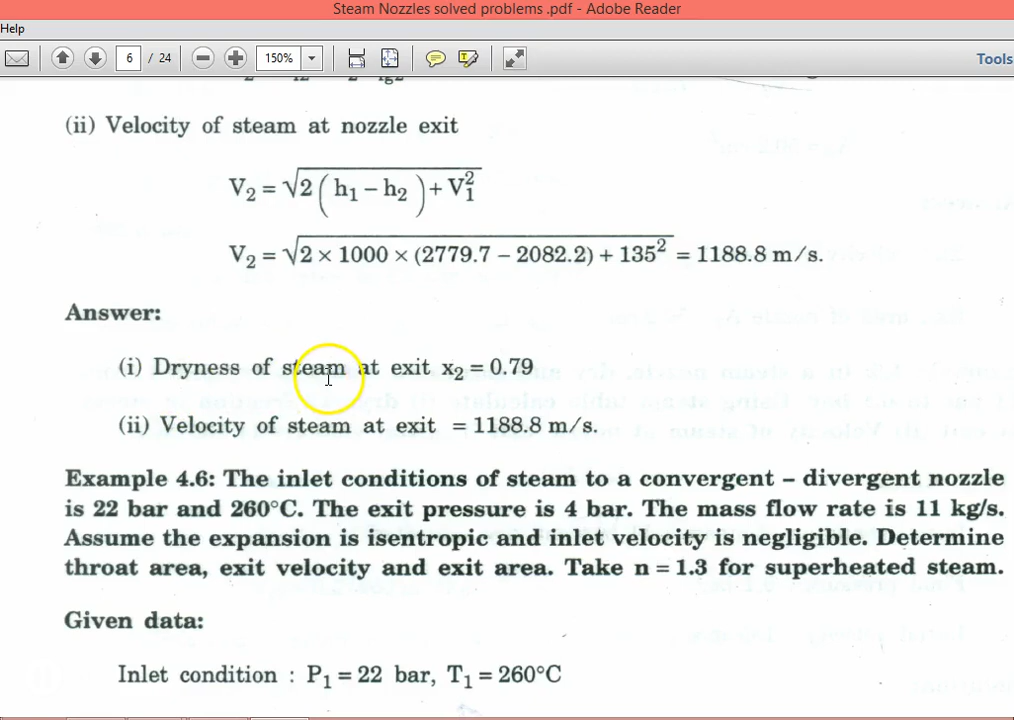 Steam Nozzles solved problems .pdf - Adobe Reader
Help
6 / 24 150% Tools
(ii) Velocity of steam at nozzle exit
V₂ = √2 ( h₁ – h₂ ) + V₁²
V₂ = √2 × 1000 × (2779.7 – 2082.2) + 135² = 1188.8 m/s.
Answer:
(i) Dryness of steam at exit x₂ = 0.79
(ii) Velocity of steam at exit = 1188.8 m/s.
Example 4.6: The inlet conditions of steam to a convergent – divergent nozzle
is 22 bar and 260°C. The exit pressure is 4 bar. The mass flow rate is 11 kg/s.
Assume the expansion is isentropic and inlet velocity is negligible. Determine
throat area, exit velocity and exit area. Take n = 1.3 for superheated steam.
Given data:
Inlet condition : P₁ = 22 bar, T₁ = 260°C